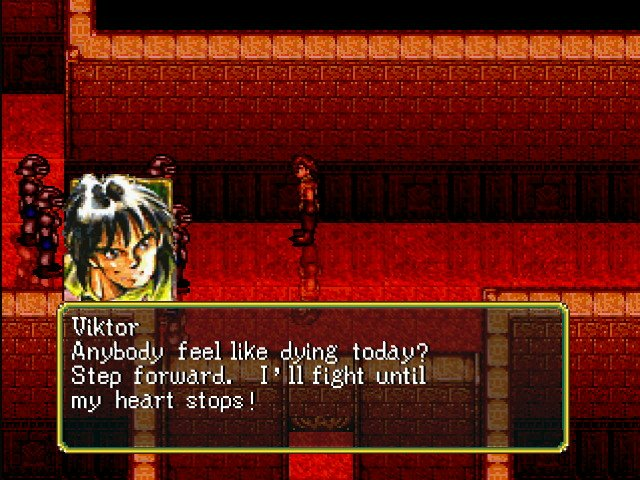 Viktor
Anybody feel like dying today?
Step forward. I'll fight until
my heart stops!